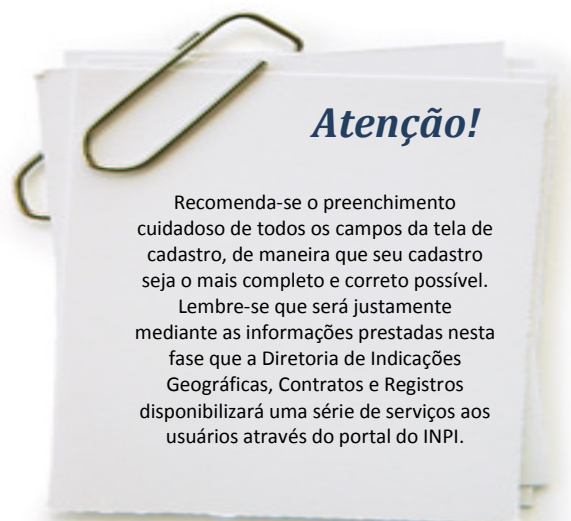 Atenção!
Recomenda-se o preenchimento
cuidadoso de todos os campos da tela de
cadastro, de maneira que seu cadastro
seja o mais completo e correto possível.
Lembre-se que será justamente
mediante as informações prestadas nesta
fase que a Diretoria de Indicações
Geográficas, Contratos e Registros
disponibilizará uma série de serviços aos
usuários através do portal do INPI.